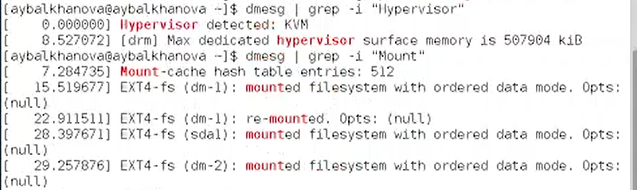 [aybalkhanova@aybalkhanova ~]$ dmesg | grep -i "Hypervisor"
[    0.000000] Hypervisor detected: KVM
[    8.527072] [drm] Max dedicated hypervisor surface memory is 507904 kiB
[aybalkhanova@aybalkhanova ~]$ dmesg | grep -i "Mount"
[    7.284735] Mount-cache hash table entries: 512
[   15.519677] EXT4-fs (dm-1): mounted filesystem with ordered data mode. Opts:
(null)
[   22.911511] EXT4-fs (dm-1): re-mounted. Opts: (null)
[   28.397671] EXT4-fs (sda1): mounted filesystem with ordered data mode. Opts:
(null)
[   29.257876] EXT4-fs (dm-2): mounted filesystem with ordered data mode. Opts:
(null)